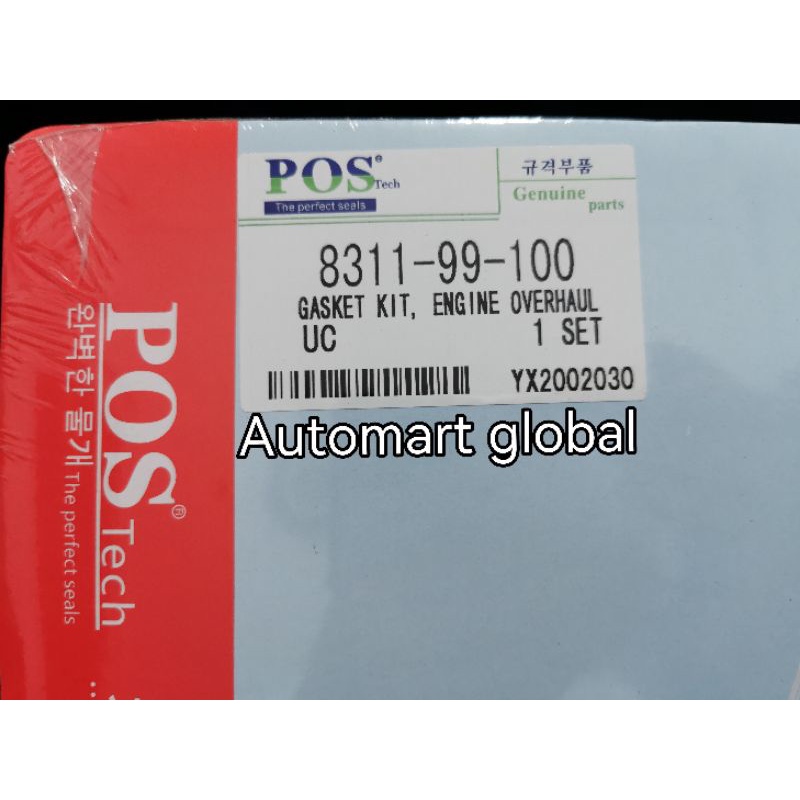 POS® Tech
The perfect seals
규격부품
Genuine parts
8311-99-100
GASKET KIT, ENGINE OVERHAUL
UC 1 SET
YX2002030
Automart global
POS® Tech
완벽한 물개 The perfect seals